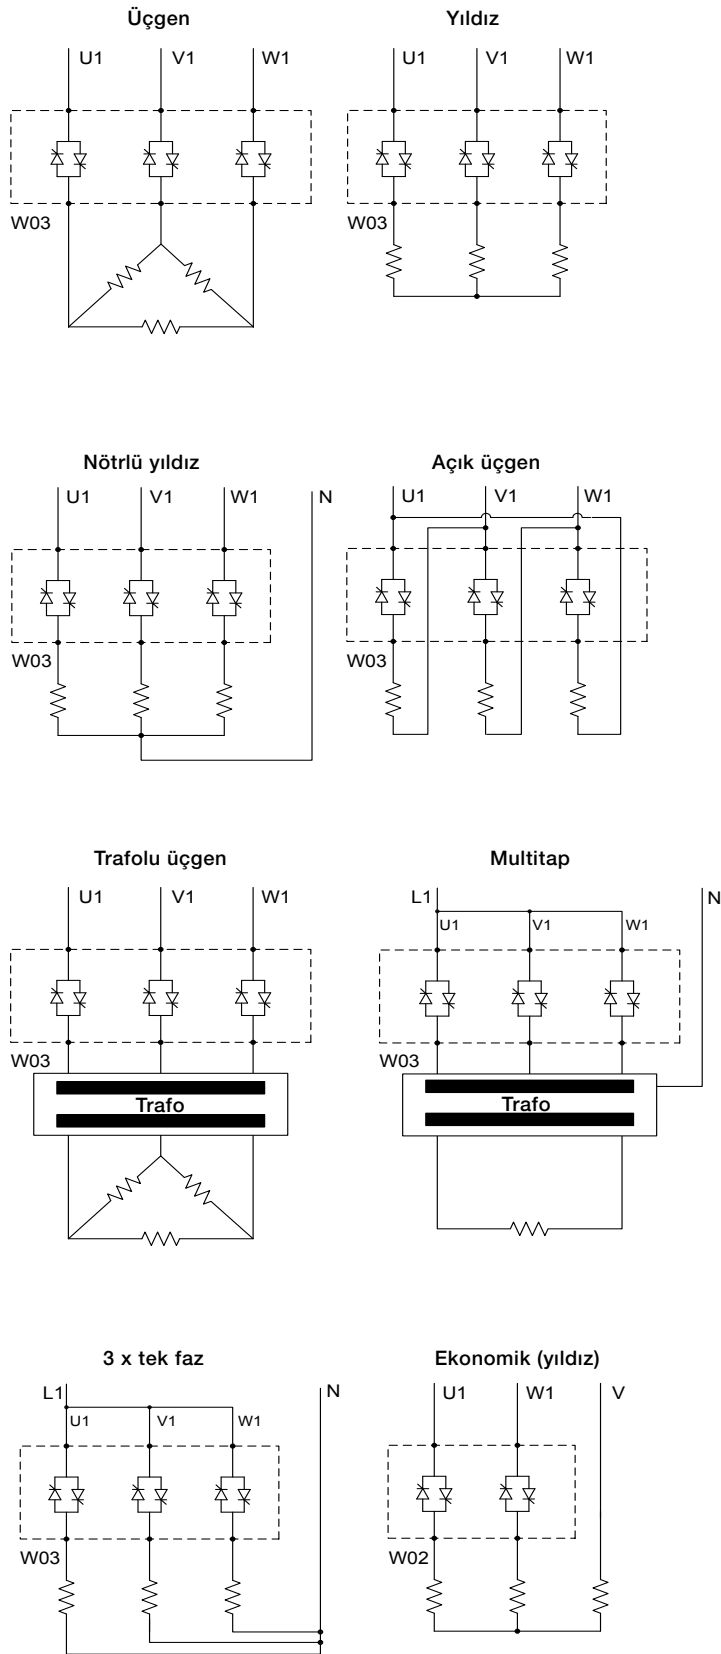 Üçgen
U1 V1 W1
W03
Yıldız
U1 V1 W1
W03
Nötrlü yıldız
U1 V1 W1 N
W03
Açık üçgen
U1 V1 W1
W03
Trafolu üçgen
U1 V1 W1
W03
Trafo
Multitap
L1 N
U1 V1 W1
W03
Trafo
3 x tek faz
L1 N
U1 V1 W1
W03
Ekonomik (yıldız)
U1 W1 V
W02